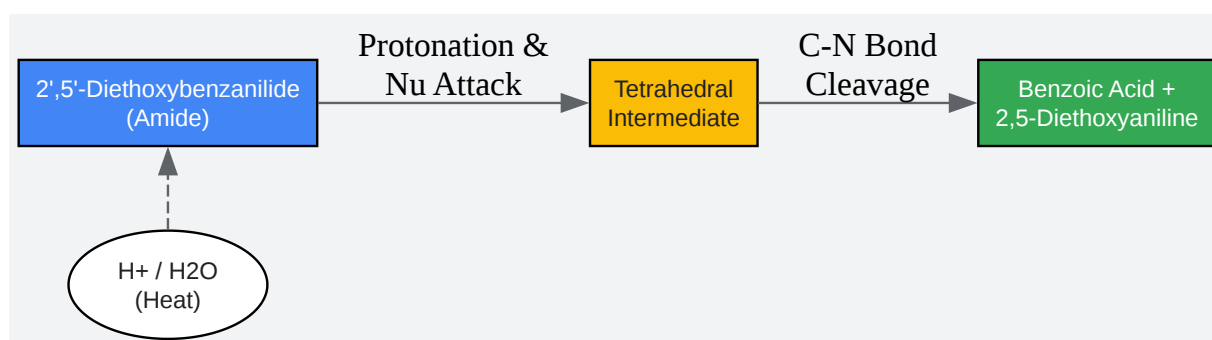 2',5'-Diethoxybenzanilide
(Amide)
Protonation &
Nu Attack
Tetrahedral
Intermediate
C-N Bond
Cleavage
Benzoic Acid +
2,5-Diethoxyaniline
H+ / H2O
(Heat)